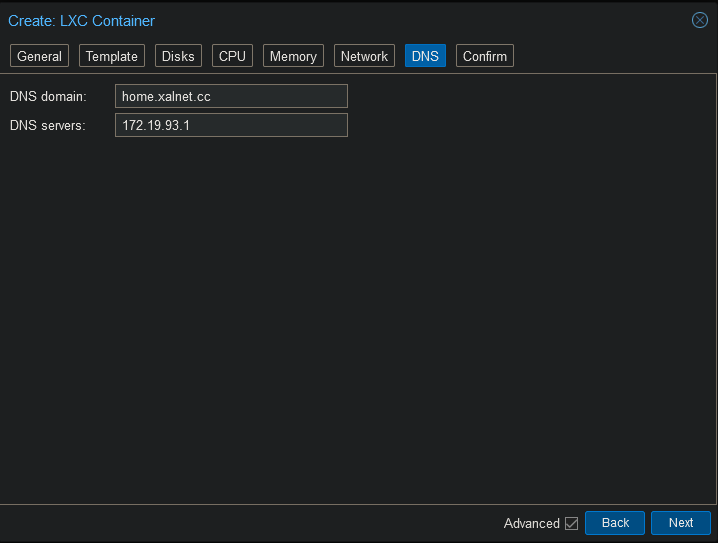 Create: LXC Container
General Template Disks CPU Memory Network DNS Confirm
DNS domain: home.xalnet.cc
DNS servers: 172.19.93.1
Advanced Back Next